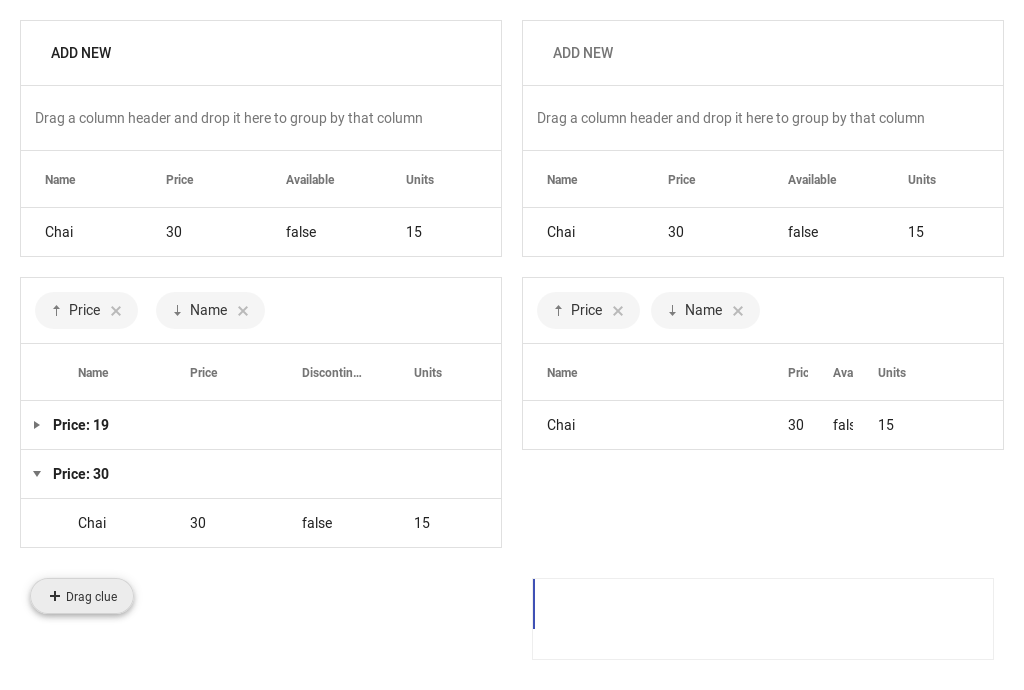 ADD NEW
Drag a column header and drop it here to group by that column
Name Price Available Units
Chai 30 false 15
ADD NEW
Drag a column header and drop it here to group by that column
Name Price Available Units
Chai 30 false 15
↑ Price × ↓ Name ×
Name Price Discontin... Units
Price: 19
Price: 30
Chai 30 false 15
↑ Price × ↓ Name ×
Name Pric Ava Units
Chai 30 fals 15
+ Drag clue